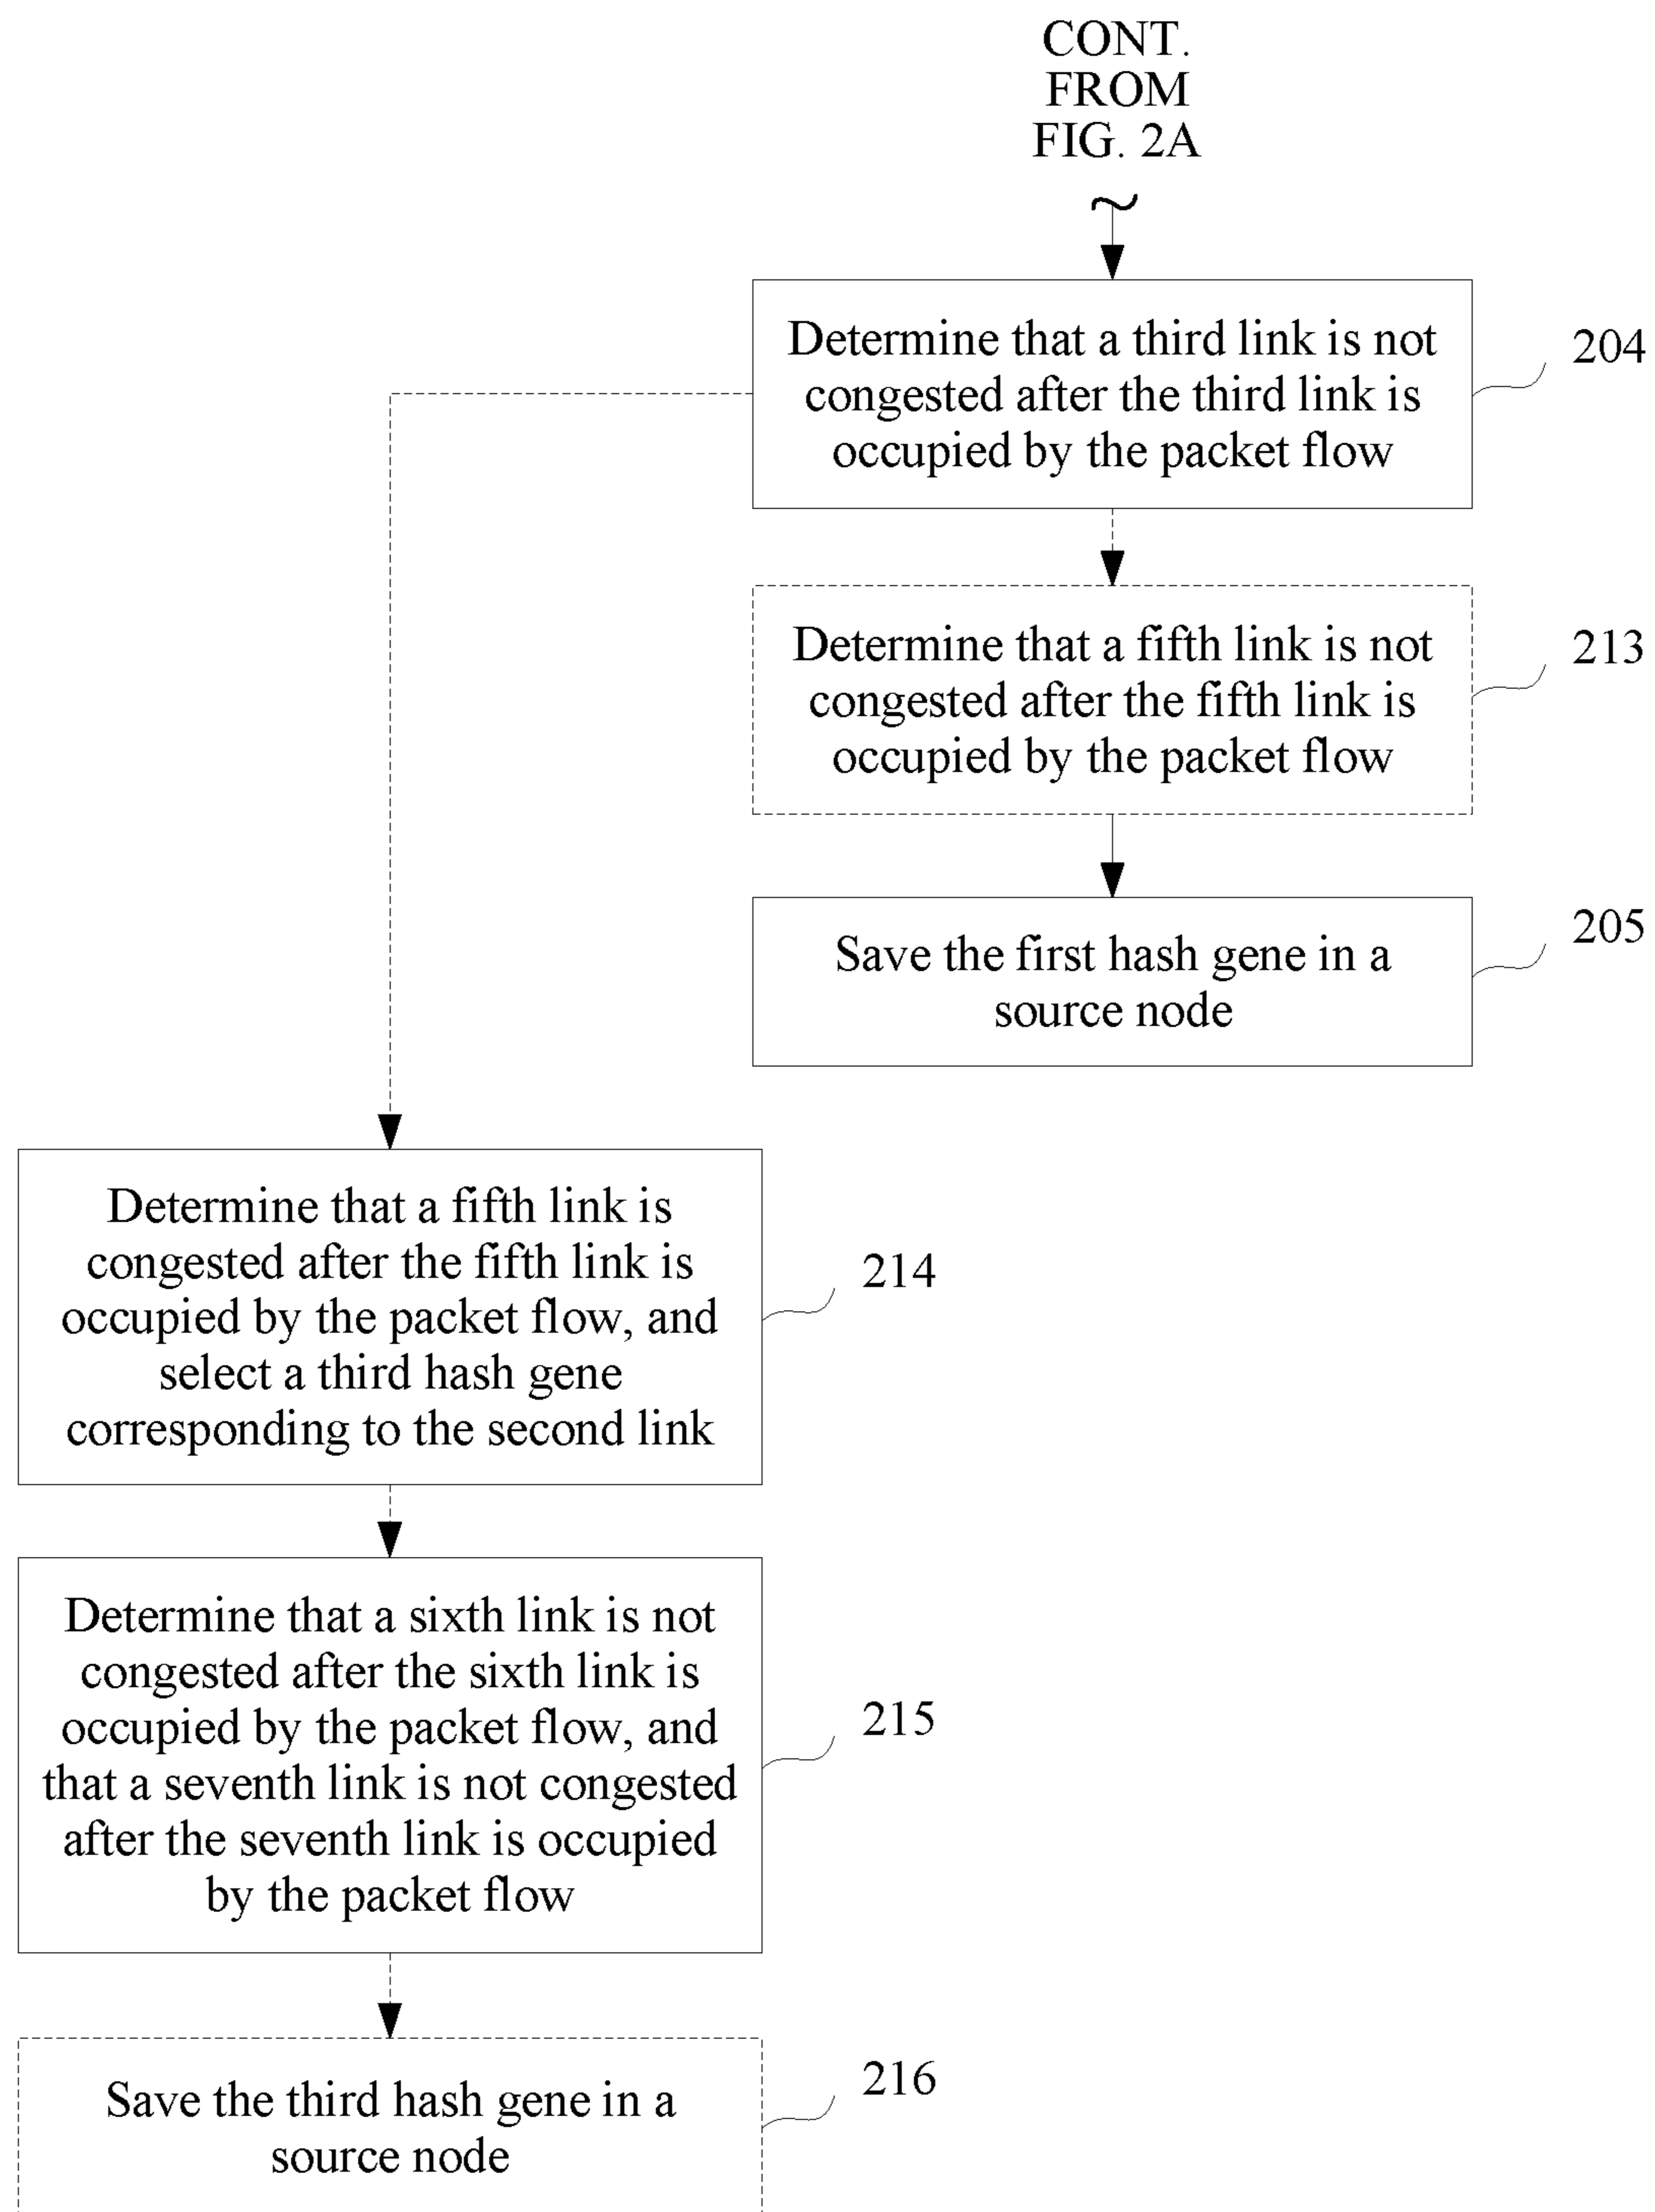 CONT.
FROM
FIG. 2A
Determine that a third link is not
congested after the third link is
occupied by the packet flow
204
Determine that a fifth link is not
congested after the fifth link is
occupied by the packet flow
213
Save the first hash gene in a
source node
205
Determine that a fifth link is
congested after the fifth link is
occupied by the packet flow, and
select a third hash gene
corresponding to the second link
214
Determine that a sixth link is not
congested after the sixth link is
occupied by the packet flow, and
that a seventh link is not congested
after the seventh link is occupied
by the packet flow
215
Save the third hash gene in a
source node
216